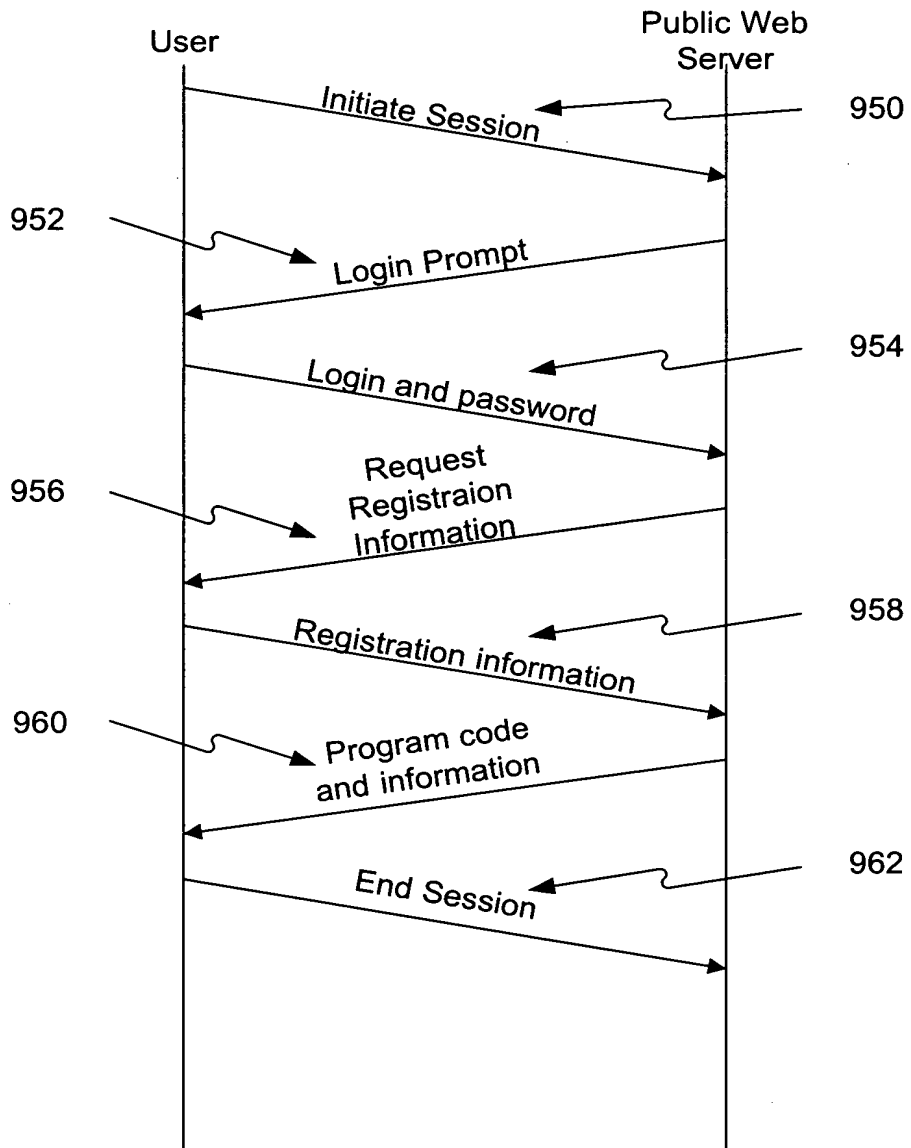 User
Public Web
Server
Initiate Session
950
952
Login Prompt
954
Login and password
956
Request
Registraion
Information
958
Registration information
960
Program code
and information
962
End Session